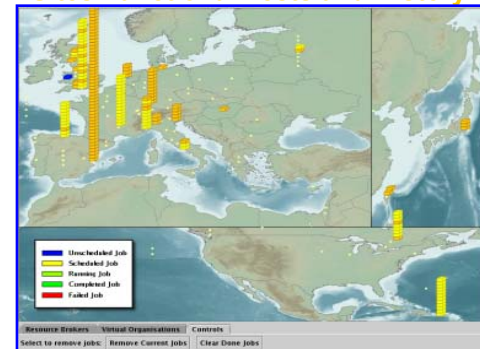 Unscheduled Job
Scheduled Job
Running Job
Completed Job
Failed Job
Resource Brokers Virtual Organisations Controls
Select to remove jobs: Remove Current Jobs Clear Done Jobs